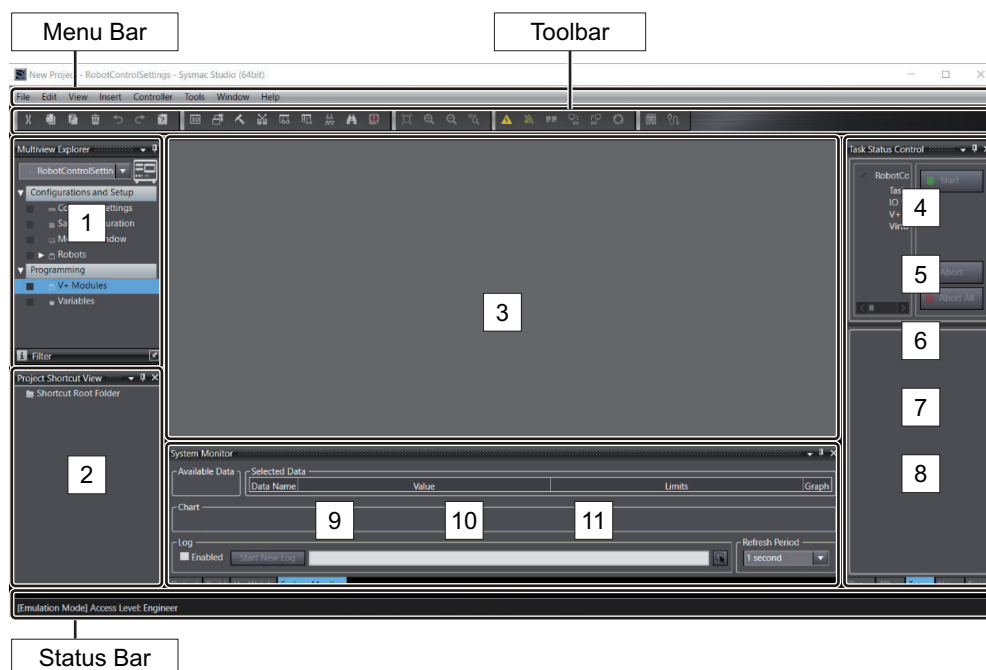 Menu Bar
Toolbar
New Project - RobotControlSettings - Sysmac Studio (64bit)
File Edit View Insert Controller Tools Window Help
Multiview Explorer
Task Status Control
RobotControlSettin
RobotCo
Start
Configurations and Setup
ettings
1
4
uration
V+
ndow
Robots
Programming
5
Abort
V+ Modules
Abort All
Variables
3
6
Filter
Project Shortcut View
Shortcut Root Folder
7
System Monitor
2
8
Available Data
Selected Data
Data Name Value Limits Graph
Chart
9
10
11
Log
Refresh Period
Enabled
Start New Log
1 second
[Emulation Mode] Access Level: Engineer
Status Bar